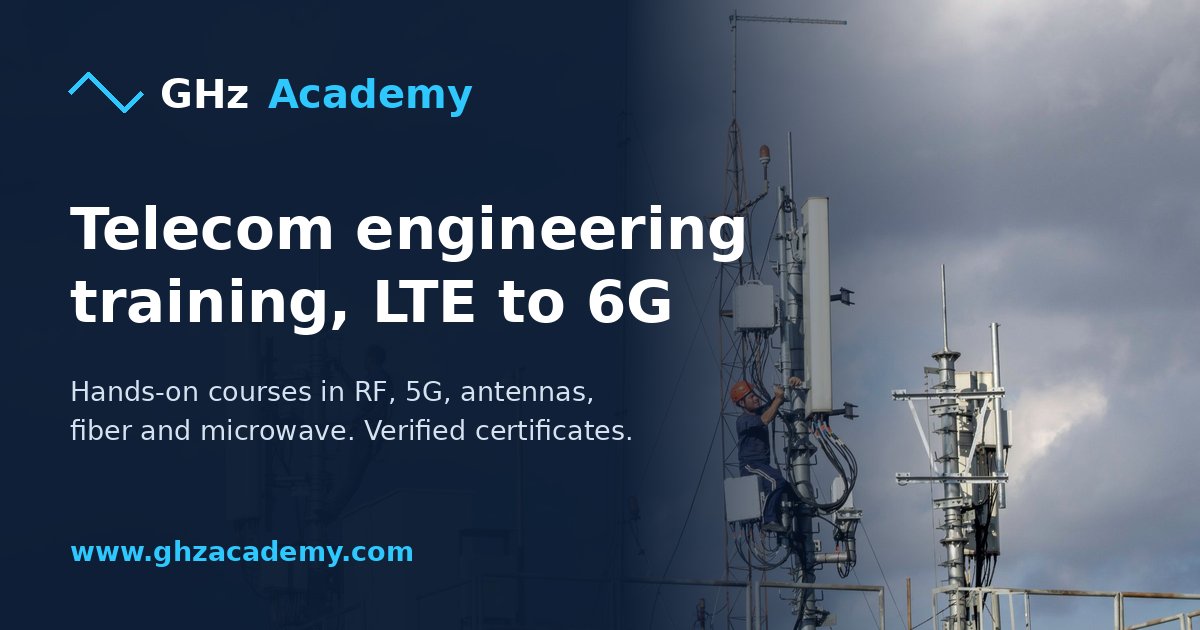 GHz Academy
Telecom engineering
training, LTE to 6G
Hands-on courses in RF, 5G, antennas,
fiber and microwave. Verified certificates.
www.ghzacademy.com